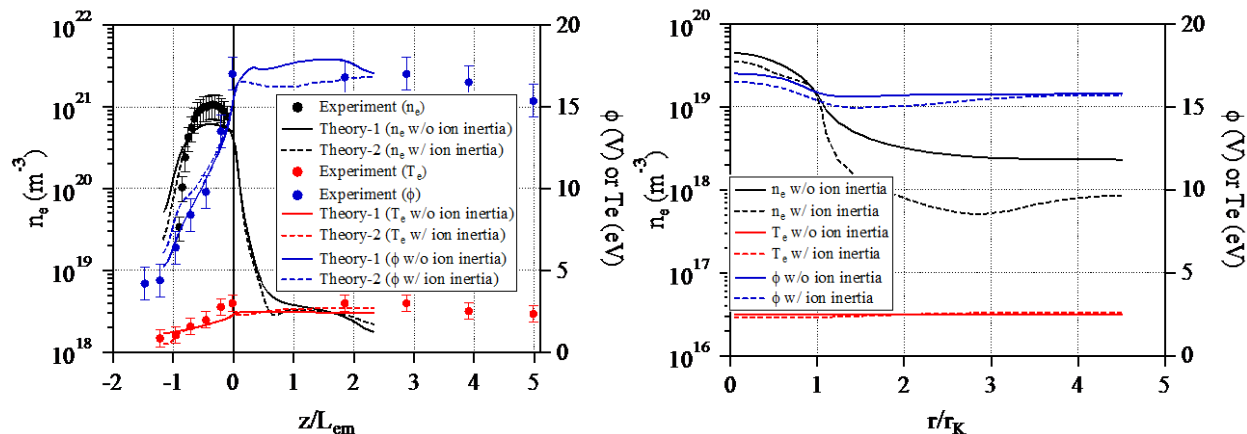 10^22
10^21
10^20
10^19
10^18
n_e (m^-3)
20
15
10
5
0
ϕ (V) or Te (eV)
Experiment (n_e)
Theory-1 (n_e w/o ion inertia)
Theory-2 (n_e w/ ion inertia)
Experiment (T_e)
Experiment (ϕ)
Theory-1 (T_e w/o ion inertia)
Theory-2 (T_e w/ ion inertia)
Theory-1 (ϕ w/o ion inertia)
Theory-2 (ϕ w/ ion inertia)
-2 -1 0 1 2 3 4 5
z/L_em
10^20
10^19
10^18
10^17
10^16
n_e (m^-3)
20
15
10
5
0
ϕ (V) or Te (eV)
n_e w/o ion inertia
n_e w/ ion inertia
T_e w/o ion inertia
T_e w/ ion inertia
ϕ w/o ion inertia
ϕ w/ ion inertia
0 1 2 3 4 5
r/r_K